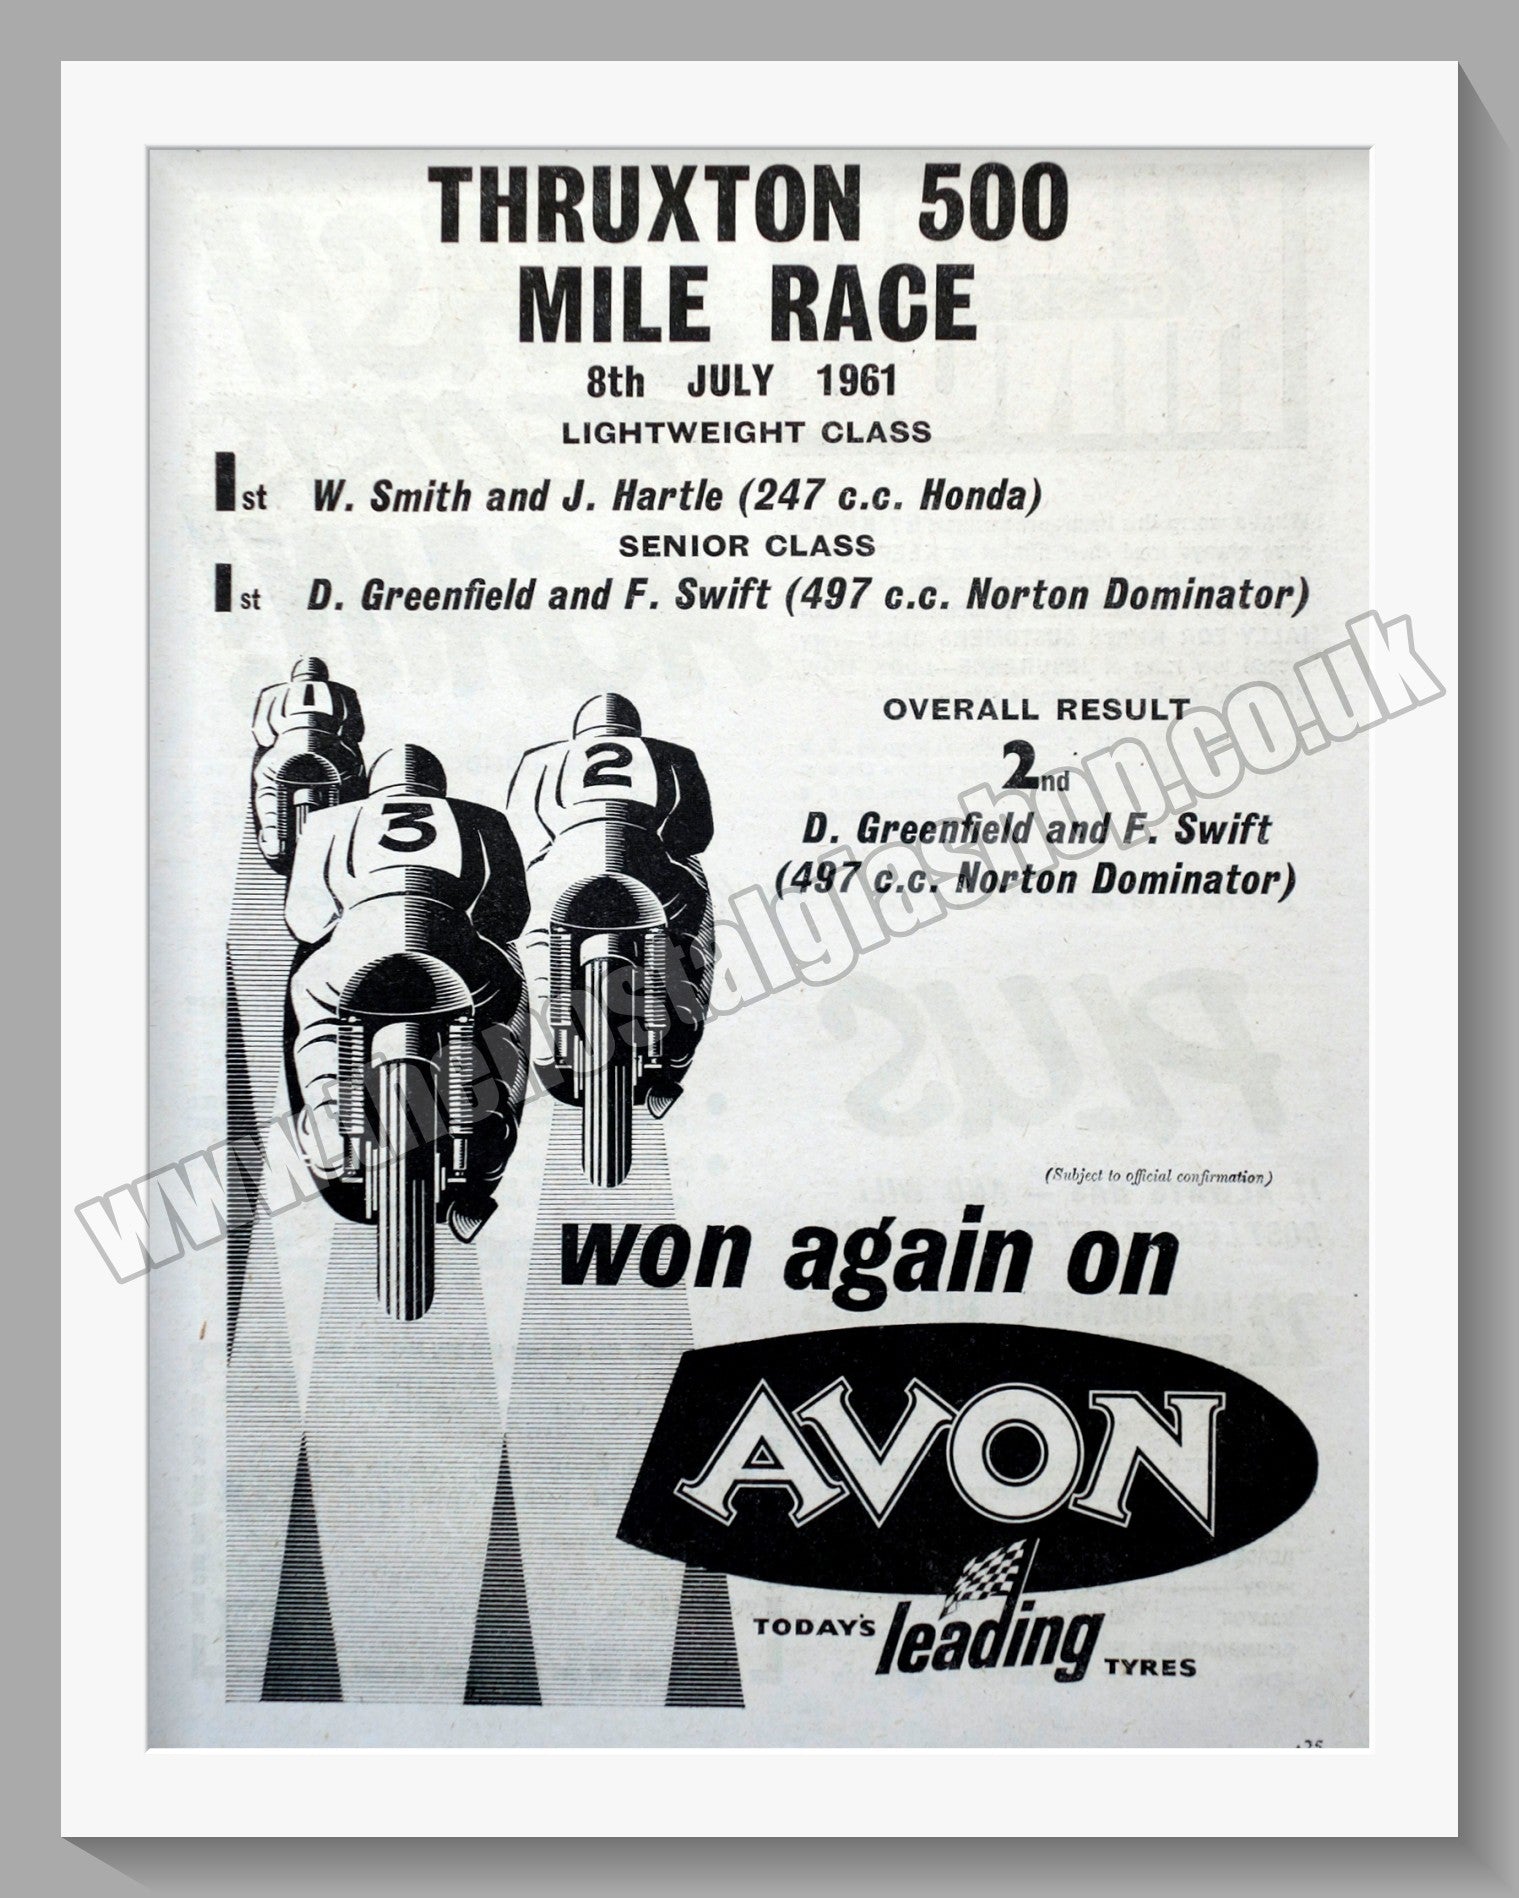 THRUXTON 500
MILE RACE
8th JULY 1961
LIGHTWEIGHT CLASS
1st W. Smith and J. Hartle (247 c.c. Honda)
SENIOR CLASS
1st D. Greenfield and F. Swift (497 c.c. Norton Dominator)
OVERALL RESULT
2nd
D. Greenfield and F. Swift
(497 c.c. Norton Dominator)
1
2
3
www.thenostalgiashop.co.uk
(Subject to official confirmation)
won again on
AVON
TODAY'S leading TYRES